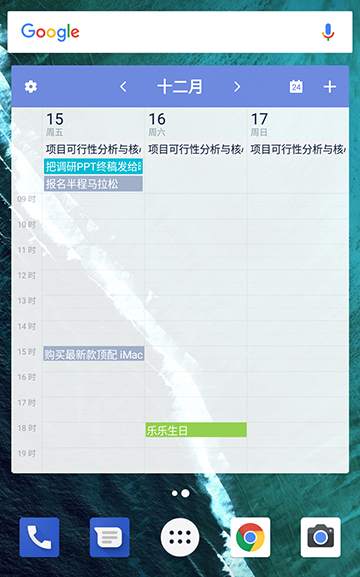 Google
十二月
24
15
周五
16
周六
17
周日
项目可行性分析与核
项目可行性分析与核
项目可行性分析与核
把调研PPT终稿发给
报名半程马拉松
09 时
10 时
11 时
12 时
13 时
14 时
15 时
购买最新款顶配 iMac
16 时
17 时
18 时
乐乐生日
19 时